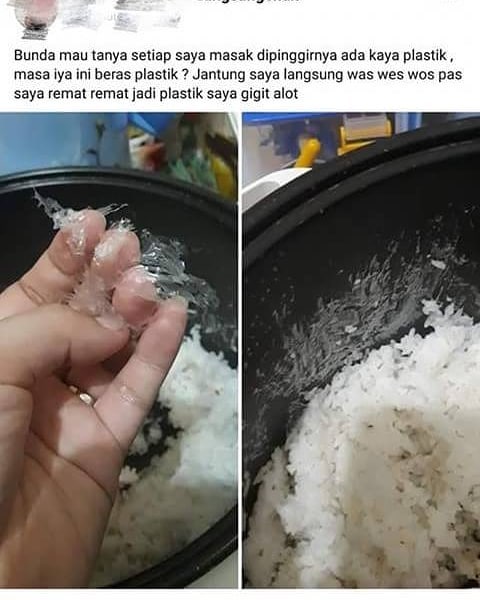 Bunda mau tanya setiap saya masak dipinggirnya ada kaya plastik ,
masa iya ini beras plastik ? Jantung saya langsung was wes wos pas
saya remat remat jadi plastik saya gigit alot